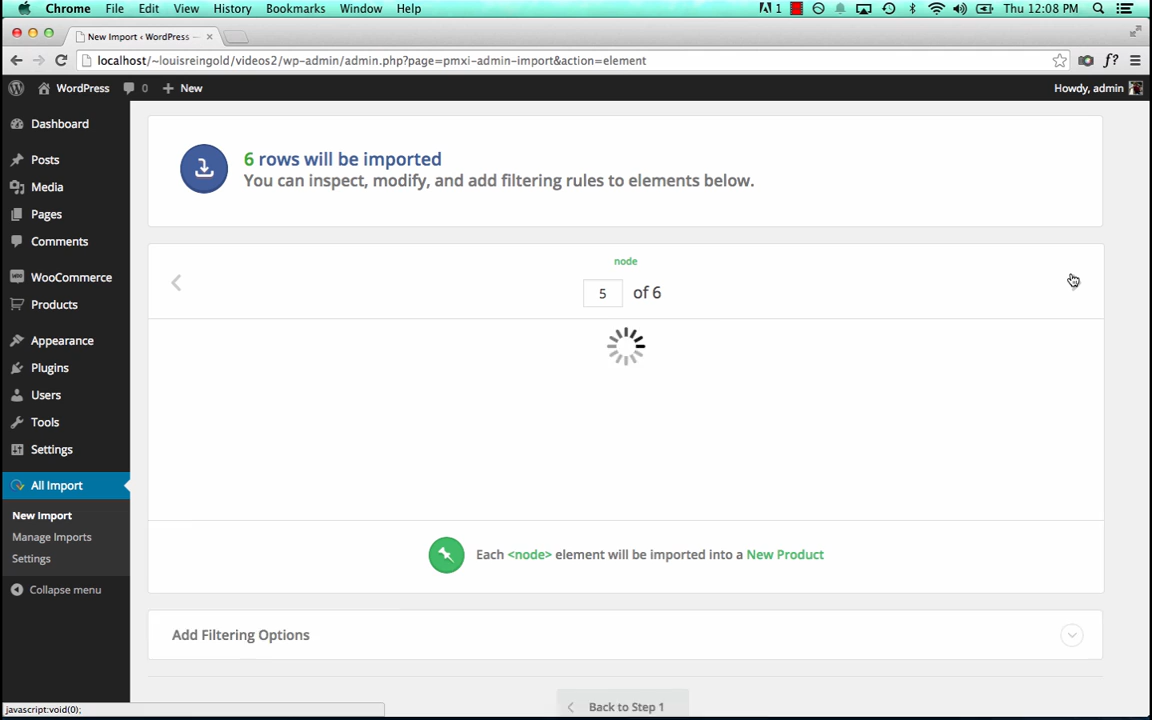 Chrome File Edit View History Bookmarks Window Help 1 Thu 12:08 PM
New Import ‹ WordPress —
localhost/~louisreingold/videos2/wp-admin/admin.php?page=pmxi-admin-import&action=element f?
WordPress 0 New Howdy, admin
Dashboard
Posts
Media
Pages
Comments
WooCommerce
Products
Appearance
Plugins
Users
Tools
Settings
All Import
New Import
Manage Imports
Settings
Collapse menu
6 rows will be imported
You can inspect, modify, and add filtering rules to elements below.
node
5 of 6
Each <node> element will be imported into a New Product
Add Filtering Options
Back to Step 1
javascript:void(0);